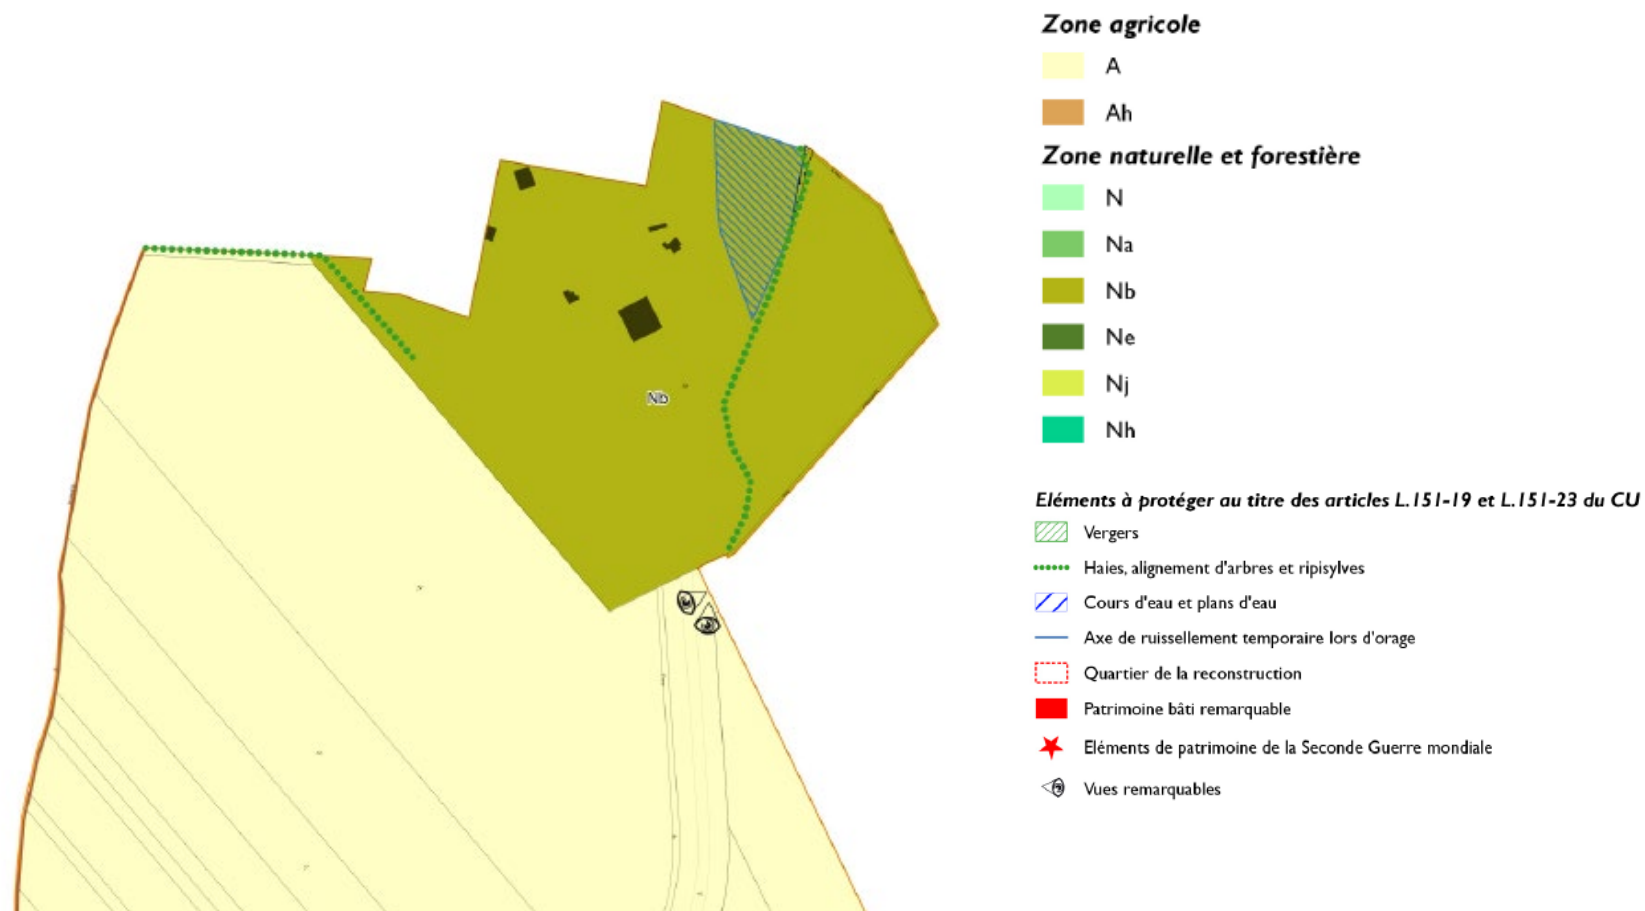 Zone agricole
A
Ah
Zone naturelle et forestière
N
Na
Nb
Ne
Nj
Nh
Eléments à protéger au titre des articles L.151-19 et L.151-23 du CU
Vergers
Haies, alignement d'arbres et ripisylves
Cours d'eau et plans d'eau
Axe de ruissellement temporaire lors d'orage
Quartier de la reconstruction
Patrimoine bâti remarquable
Eléments de patrimoine de la Seconde Guerre mondiale
Vues remarquables
Nb